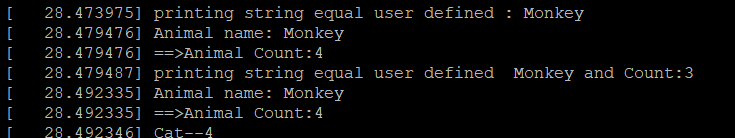 [   28.473975] printing string equal user defined : Monkey
[   28.479476] Animal name: Monkey
[   28.479476] ==>Animal Count:4
[   28.479487] printing string equal user defined  Monkey and Count:3
[   28.492335] Animal name: Monkey
[   28.492335] ==>Animal Count:4
[   28.492346] Cat--4